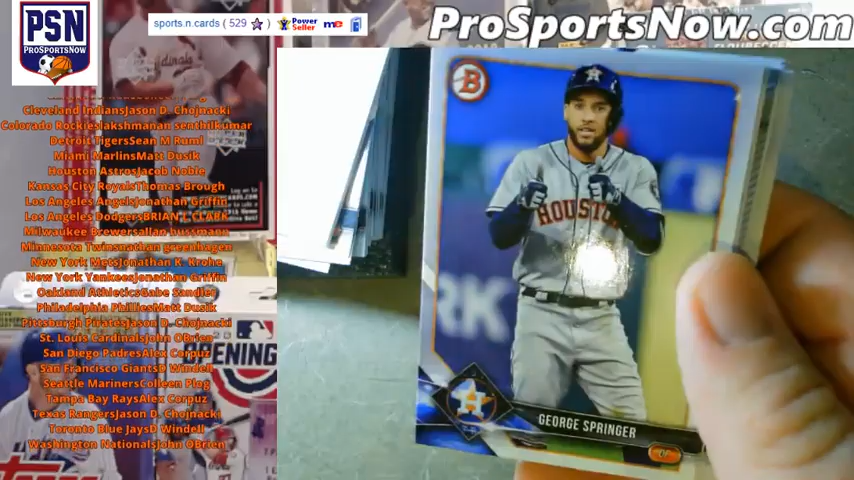 PSN
PROSPORTSNOW
sports.n.cards ( 529 ) Power Seller me
ProSportsNow.com
Cleveland IndiansJason D. Chojnacki
Colorado Rockieslakshmanan senthilkumar
Detroit TigersSean M Ruml
Miami MarlinsMatt Dusik
Houston AstrosJacob Noble
Kansas City RoyalsThomas Brough
Los Angeles AngelsJonathan Griffin
Los Angeles DodgersBRIAN L CLARK
Milwaukee Brewersallan bussmann
Minnesota Twinsnathan greenhagen
New York MetsJonathan K. Krohe
New York YankeesJonathan Griffin
Oakland AthleticsGabe Sandler
Philadelphia PhilliesMatt Dusik
Pittsburgh PiratesJason D. Chojnacki
St. Louis CardinalsJohn OBrien
San Diego PadresAlex Corpuz
San Francisco GiantsD Windell
Seattle MarinersColleen Plog
Tampa Bay RaysAlex Corpuz
Texas RangersJason D. Chojnacki
Toronto Blue JaysD Windell
Washington NationalsJohn OBrien
OPENING
B
HOUSTON
RK
GEORGE SPRINGER
OF